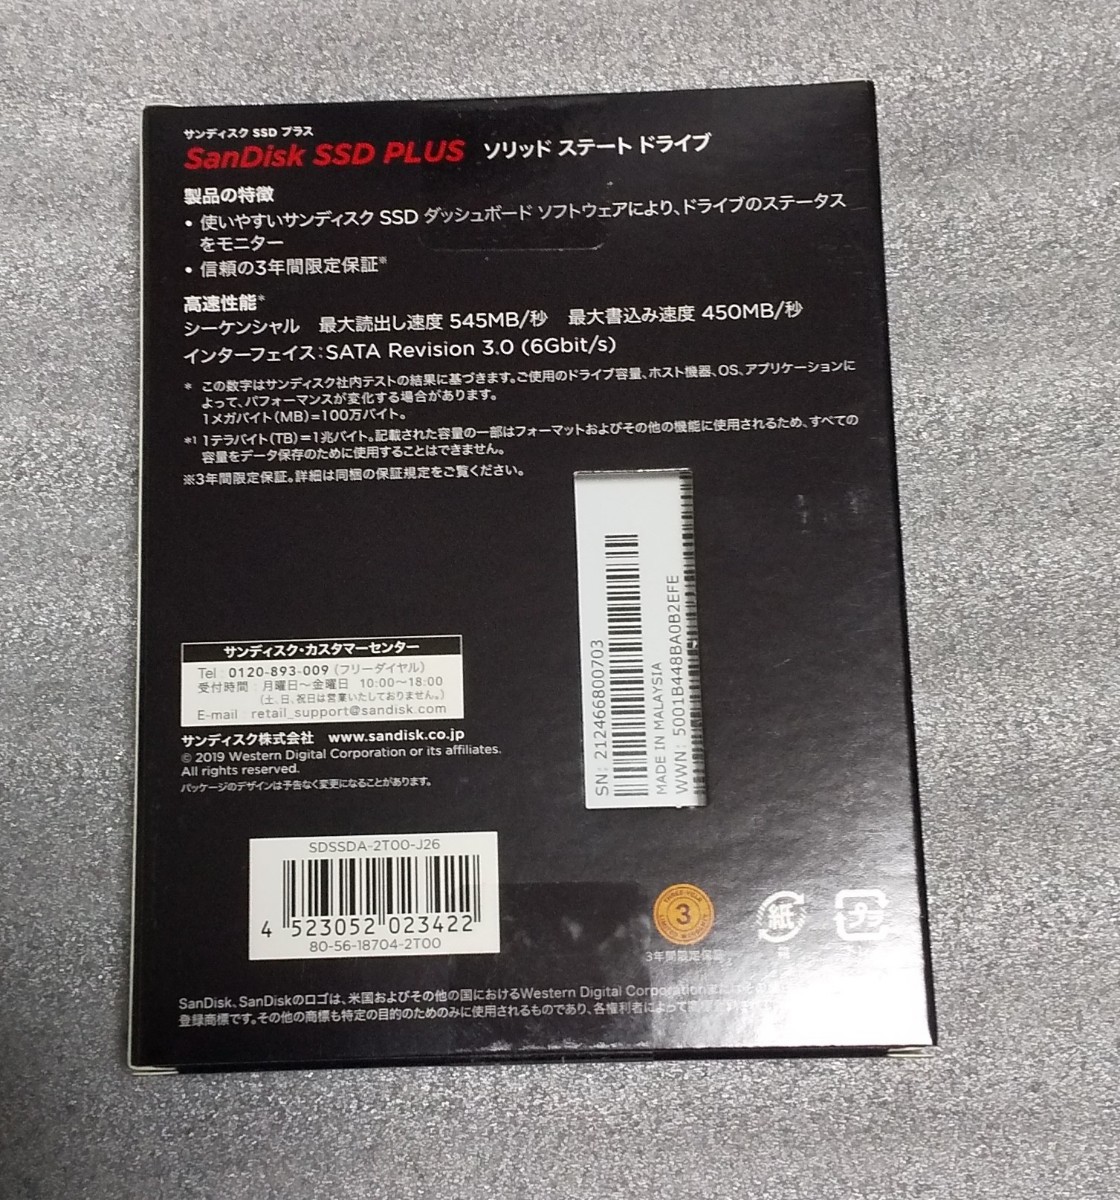 サンディスク SSD プラス
SanDisk SSD PLUS ソリッド ステート ドライブ
製品の特徴
• 使いやすいサンディスク SSD ダッシュボード ソフトウェアにより、ドライブのステータス
をモニター
• 信頼の3年間限定保証※
高速性能*
シーケンシャル 最大読出し速度 545MB/秒 最大書込み速度 450MB/秒
インターフェイス:SATA Revision 3.0 (6Gbit/s)
* この数字はサンディスク社内テストの結果に基づきます。ご使用のドライブ容量、ホスト機器、OS、アプリケーションに
よって、パフォーマンスが変化する場合があります。
1メガバイト(MB)=100万バイト。
*1 1テラバイト(TB)=1兆バイト。記載された容量の一部はフォーマットおよびその他の機能に使用されるため、すべての
容量をデータ保存のために使用することはできません。
※3年間限定保証。詳細は同梱の保証規定をご覧ください。
SN: 212466800703
MADE IN MALAYSIA
WWN: 5001B448BA0B2EFE
サンディスク・カスタマーセンター
Tel : 0120-893-009 (フリーダイヤル)
受付時間 : 月曜日〜金曜日 10:00〜18:00
(土、日、祝日は営業いたしておりません。)
E-mail : retail_support@sandisk.com
サンディスク株式会社 www.sandisk.co.jp
© 2019 Western Digital Corporation or its affiliates.
All rights reserved.
パッケージのデザインは予告なく変更になることがあります。
SDSSDA-2T00-J26
4 523052 023422
80-56-18704-2T00
3
3年間限定保証
紙
プラ
SanDisk、SanDiskのロゴは、米国およびその他の国におけるWestern Digital Corporationまたは
登録商標です。その他の商標も特定の目的のためのみに使用されるものであり、各権利者によって